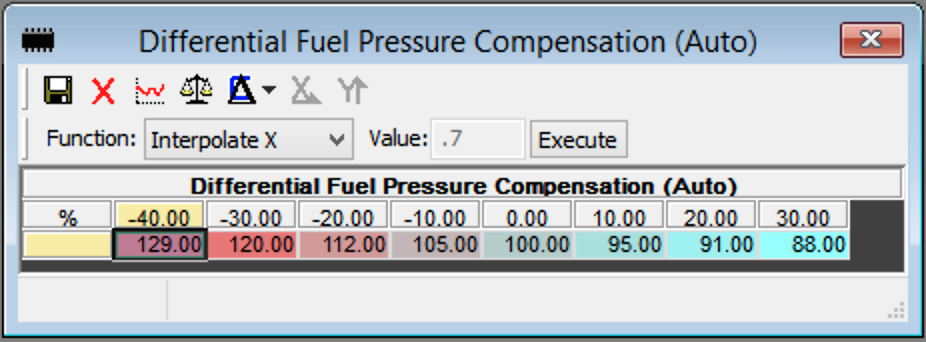 Differential Fuel Pressure Compensation (Auto)
Function: Interpolate X Value: .7 Execute
Differential Fuel Pressure Compensation (Auto)
% -40.00 -30.00 -20.00 -10.00 0.00 10.00 20.00 30.00
129.00 120.00 112.00 105.00 100.00 95.00 91.00 88.00